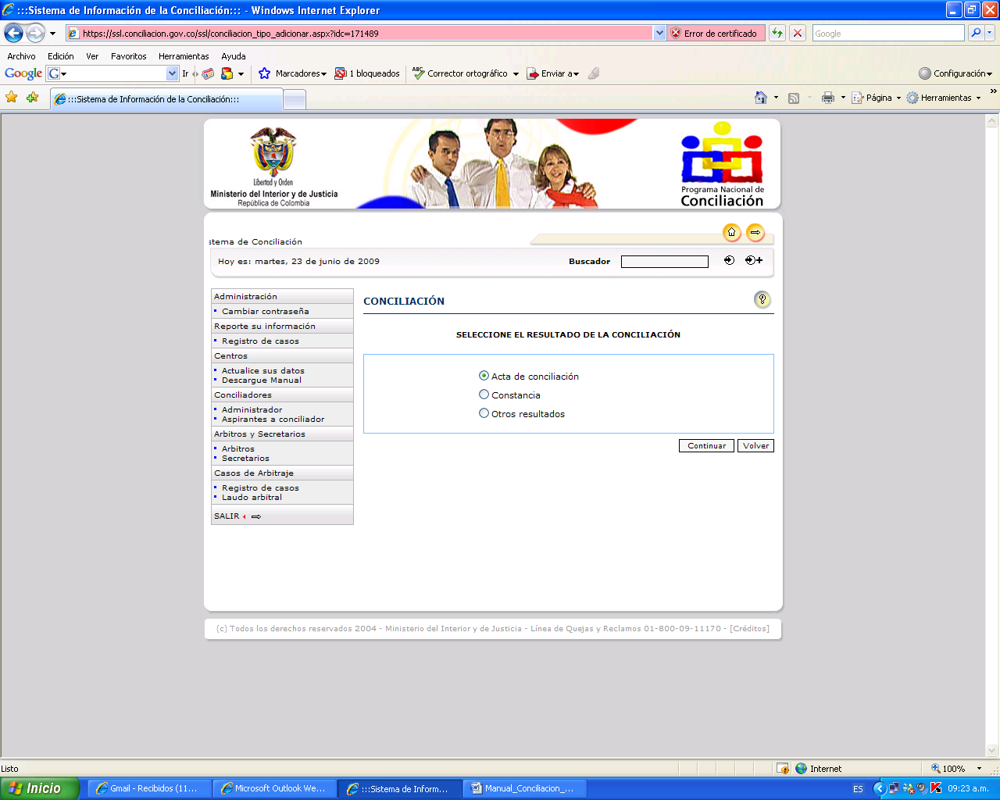 :::Sistema de Información de la Conciliación::: - Windows Internet Explorer
https://ssl.conciliacion.gov.co/ssl/conciliacion_tipo_adicionar.aspx?idc=171489
Error de certificado
Google
Archivo Edición Ver Favoritos Herramientas Ayuda
Google G Ir Marcadores 1 bloqueados ABC Corrector ortográfico Enviar a Configuración
:::Sistema de Información de la Conciliación::: Página Herramientas »
Libertad y Orden
Ministerio del Interior y de Justicia
República de Colombia
Programa Nacional de
Conciliación
stema de Conciliación
Hoy es: martes, 23 de junio de 2009
Buscador
Administración
Cambiar contraseña
Reporte su información
Registro de casos
Centros
Actualice sus datos
Descargue Manual
Conciliadores
Administrador
Aspirantes a conciliador
Arbitros y Secretarios
Arbitros
Secretarios
Casos de Arbitraje
Registro de casos
Laudo arbitral
SALIR
CONCILIACIÓN
SELECCIONE EL RESULTADO DE LA CONCILIACIÓN
Acta de conciliación
Constancia
Otros resultados
Continuar Volver
(c) Todos los derechos reservados 2004 - Ministerio del Interior y de Justicia - Línea de Quejas y Reclamos 01-800-09-11170 - [Créditos]
Listo Internet 100%
Inicio Gmail - Recibidos (11... Microsoft Outlook We... :::Sistema de Inform... Manual_Conciliacion_... ES 09:23 a.m.